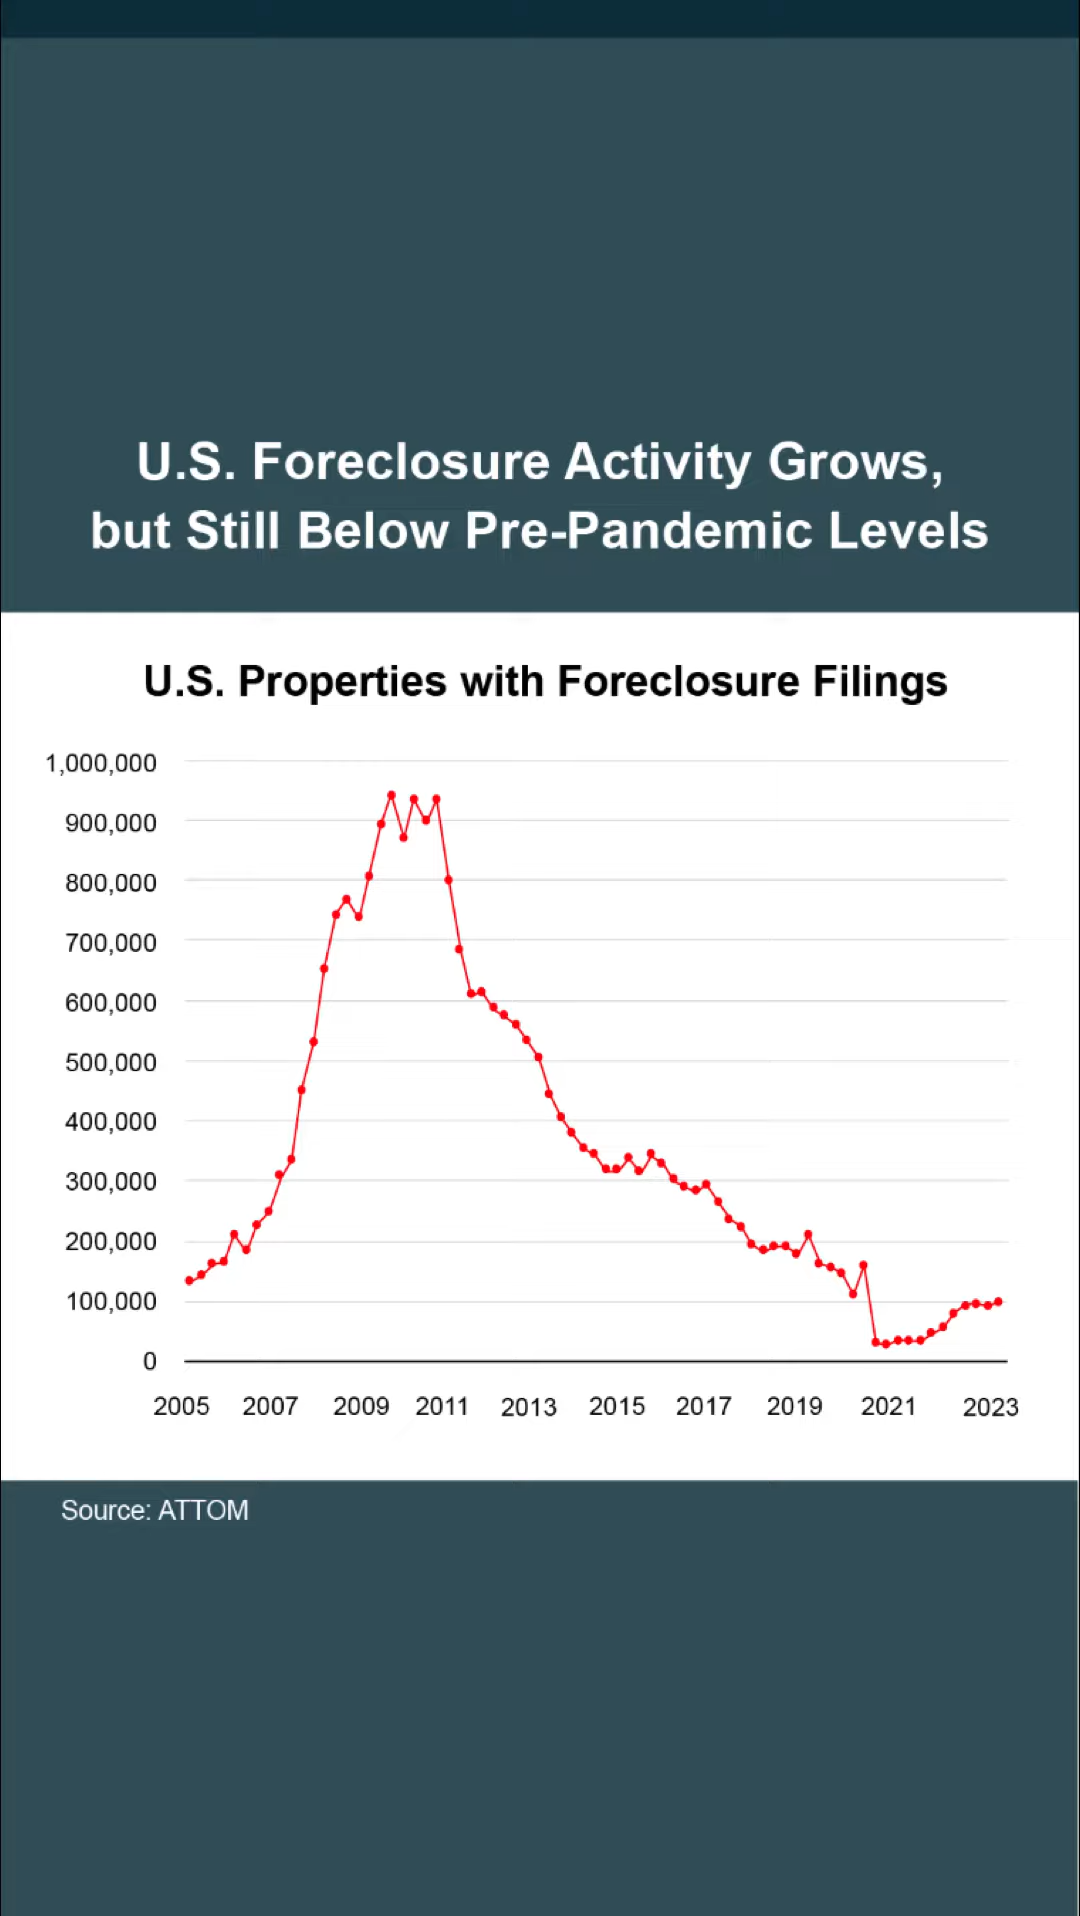 U.S. Foreclosure Activity Grows,
but Still Below Pre-Pandemic Levels
U.S. Properties with Foreclosure Filings
1,000,000
900,000
800,000
700,000
600,000
500,000
400,000
300,000
200,000
100,000
0
2005 2007 2009 2011 2013 2015 2017 2019 2021 2023
Source: ATTOM